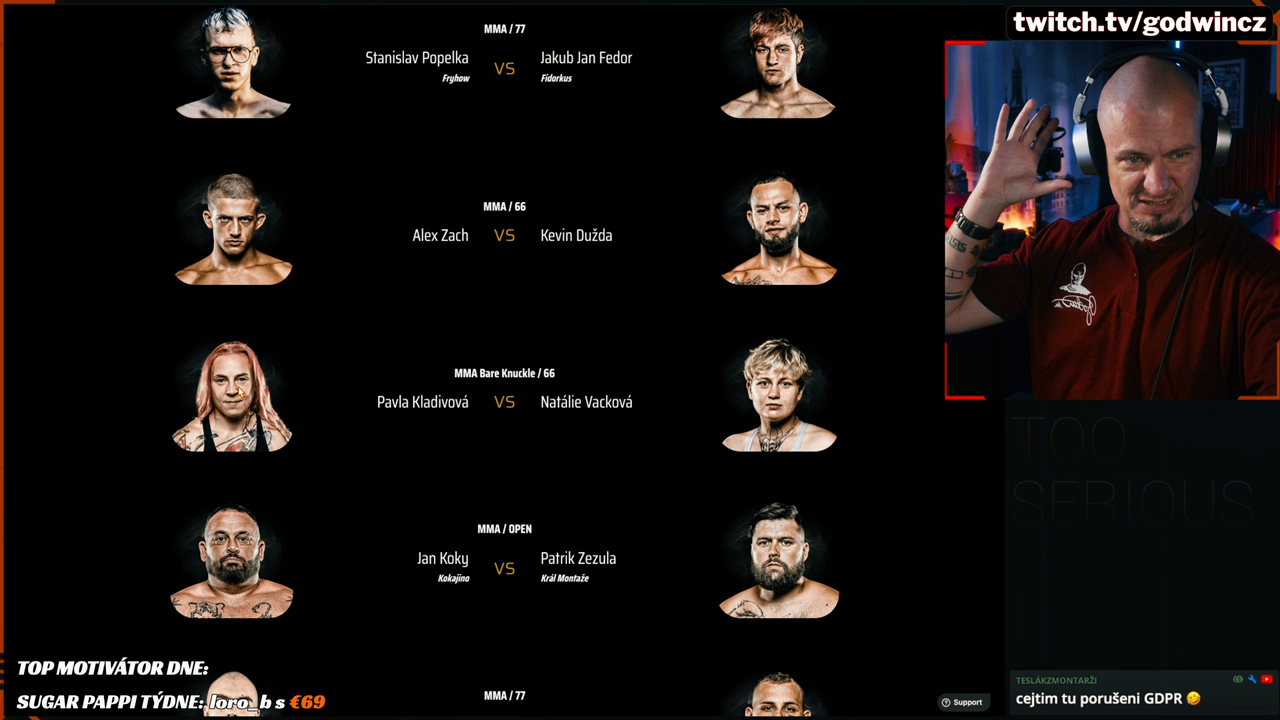 twitch.tv/godwincz
MMA / 77
Stanislav Popelka
Fryhow
VS
Jakub Jan Fedor
Fidorkus
MMA / 66
Alex Zach
VS
Kevin Dužda
MMA Bare Knuckle / 66
Pavla Kladivová
VS
Natálie Vacková
MMA / OPEN
Jan Koky
Kokajino
VS
Patrik Zezula
Král Montaže
MMA / 77
TOP MOTIVÁTOR DNE:
SUGAR PAPPI TÝDNE: loro_b s €69
Support
TOO
SERIOUS
TESLÁKZMONTARŽI
cejtim tu porušeni GDPR 🤣